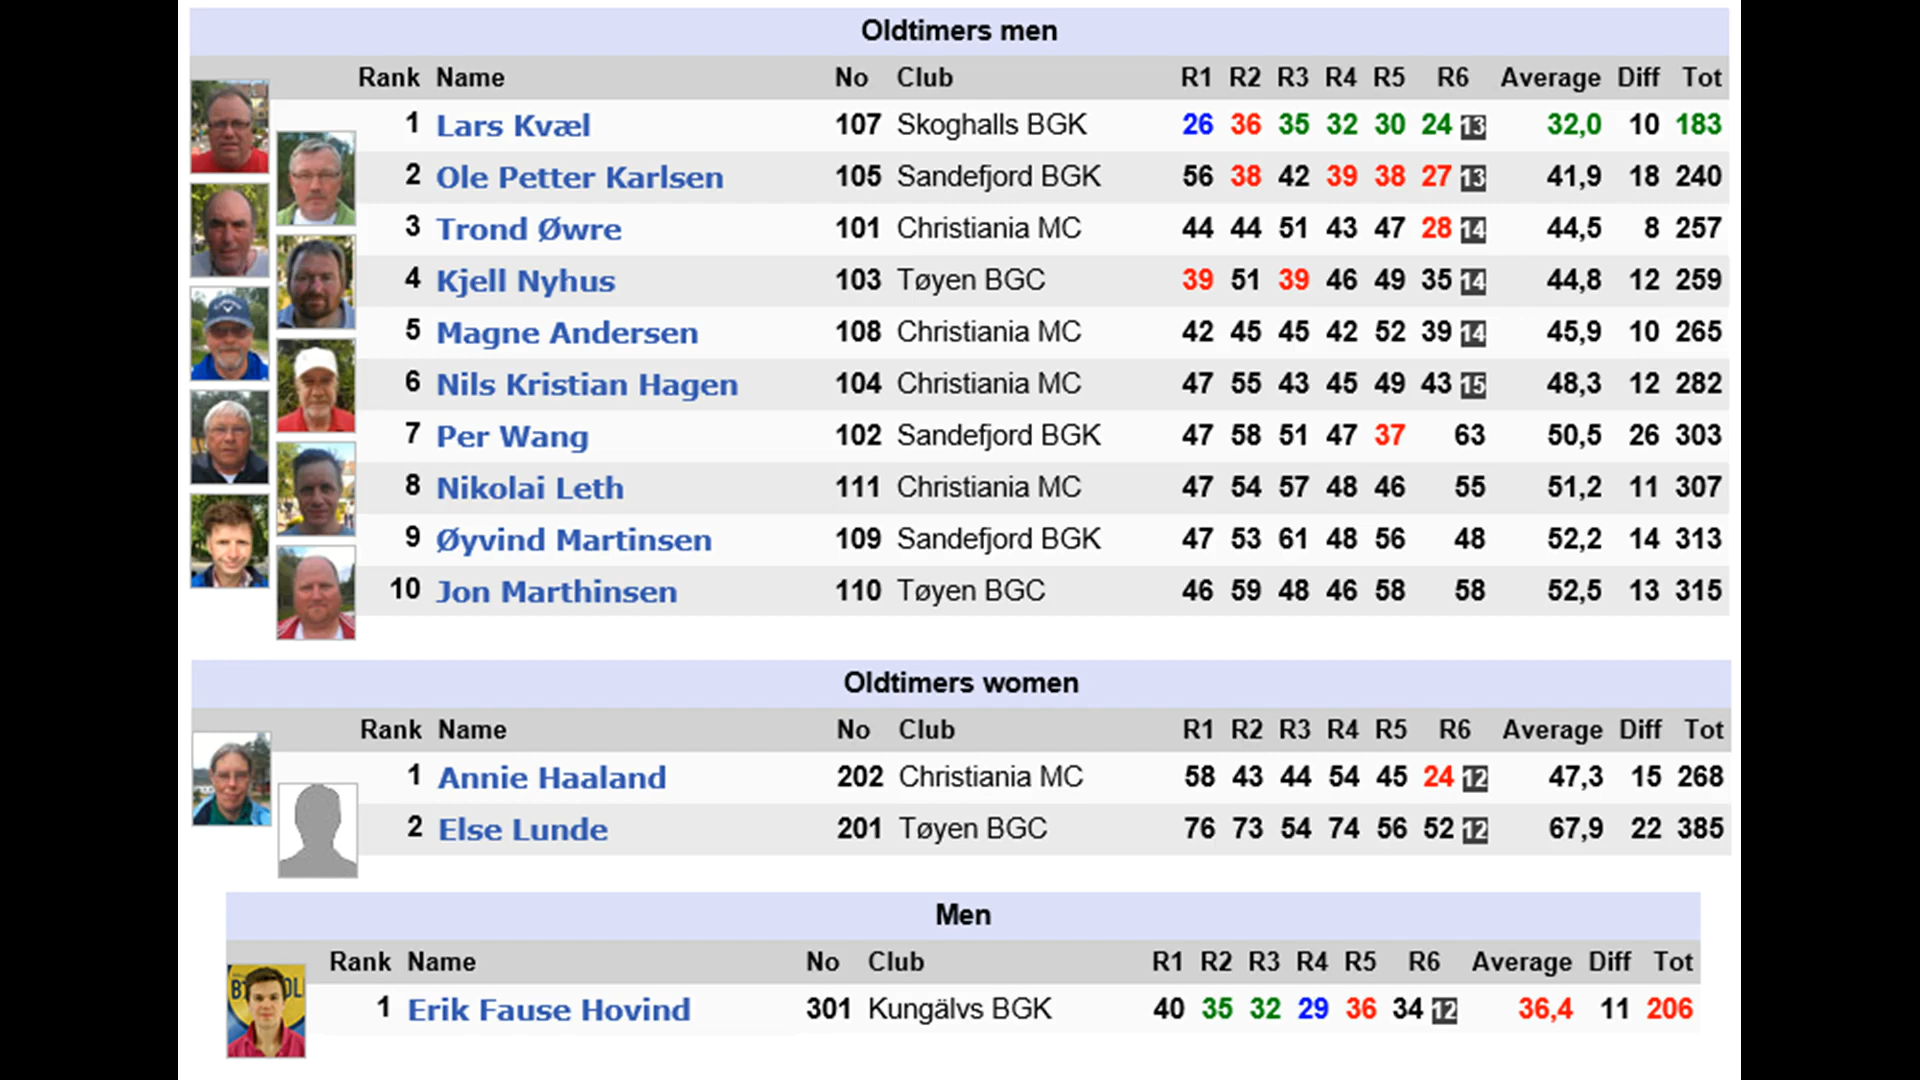 Oldtimers men
Rank Name No Club R1 R2 R3 R4 R5 R6 Average Diff Tot
1 Lars Kvæl 107 Skoghalls BGK 26 36 35 32 30 24 13 32,0 10 183
2 Ole Petter Karlsen 105 Sandefjord BGK 56 38 42 39 38 27 13 41,9 18 240
3 Trond Øwre 101 Christiania MC 44 44 51 43 47 28 14 44,5 8 257
4 Kjell Nyhus 103 Tøyen BGC 39 51 39 46 49 35 14 44,8 12 259
5 Magne Andersen 108 Christiania MC 42 45 45 42 52 39 14 45,9 10 265
6 Nils Kristian Hagen 104 Christiania MC 47 55 43 45 49 43 15 48,3 12 282
7 Per Wang 102 Sandefjord BGK 47 58 51 47 37 63 50,5 26 303
8 Nikolai Leth 111 Christiania MC 47 54 57 48 46 55 51,2 11 307
9 Øyvind Martinsen 109 Sandefjord BGK 47 53 61 48 56 48 52,2 14 313
10 Jon Marthinsen 110 Tøyen BGC 46 59 48 46 58 58 52,5 13 315
Oldtimers women
Rank Name No Club R1 R2 R3 R4 R5 R6 Average Diff Tot
1 Annie Haaland 202 Christiania MC 58 43 44 54 45 24 12 47,3 15 268
2 Else Lunde 201 Tøyen BGC 76 73 54 74 56 52 12 67,9 22 385
Men
Rank Name No Club R1 R2 R3 R4 R5 R6 Average Diff Tot
1 Erik Fause Hovind 301 Kungälvs BGK 40 35 32 29 36 34 12 36,4 11 206